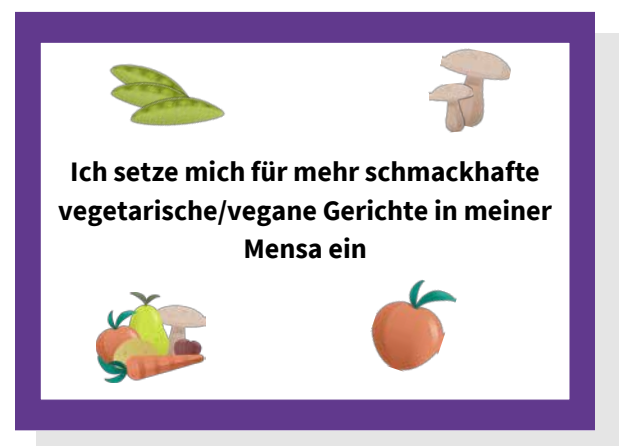 Ich setze mich für mehr schmackhafte
vegetarische/vegane Gerichte in meiner
Mensa ein